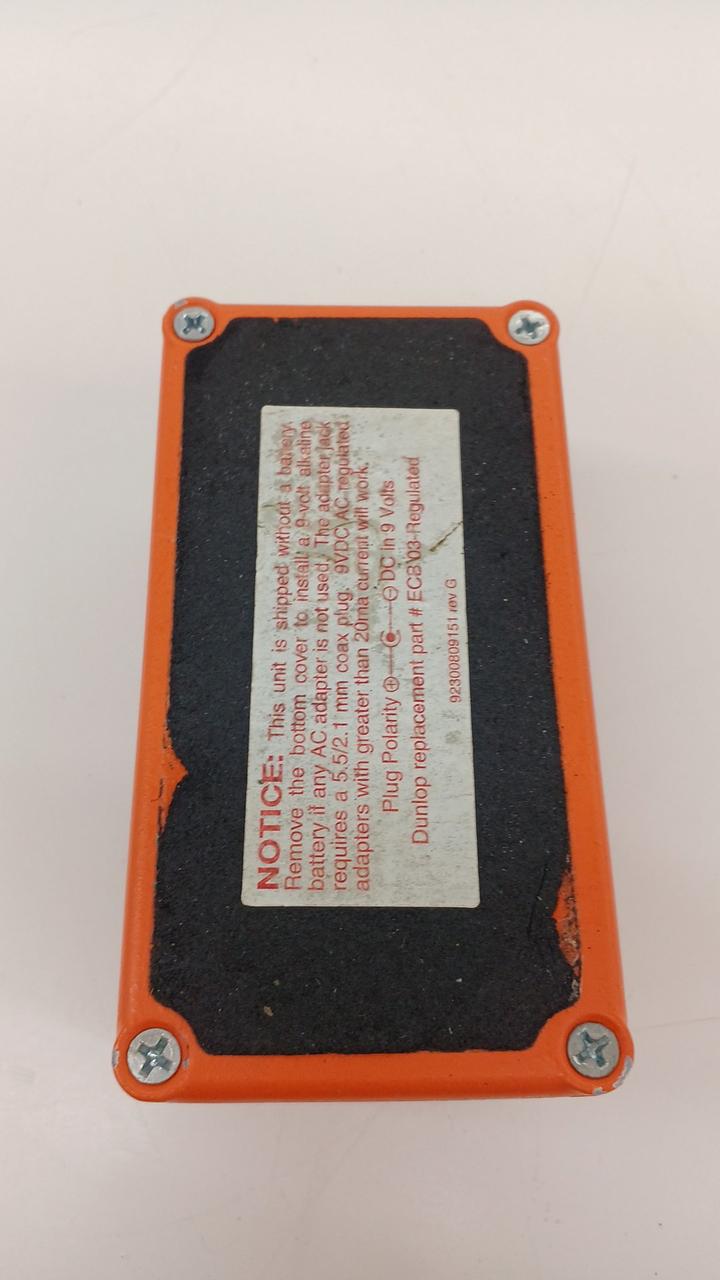 NOTICE: This unit is shipped without a battery.
Remove the bottom cover to install a 9-volt alkaline
battery if any AC adapter is not used. The adapter jack
requires a 5.5/2.1 mm coax plug. 9VDC AC-regulated
adapters with greater than 20ma current will work.
Plug Polarity ⊕–C–⊖ DC In 9 Volts
Dunlop replacement part # ECB 03-Regulated
92300809151 rev G